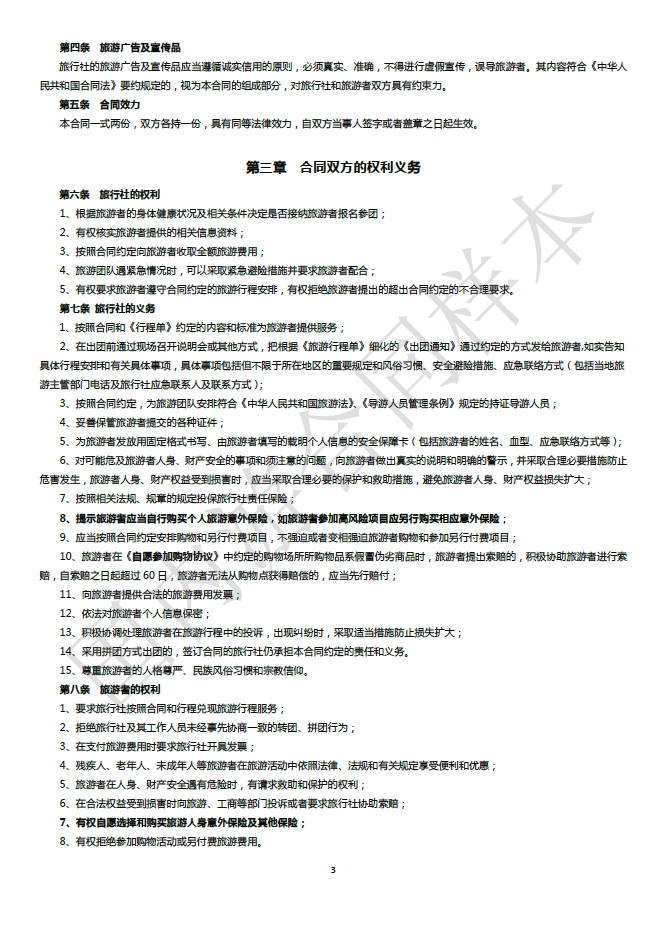 第四条　旅游广告及宣传品
旅行社的旅游广告及宣传品应当遵循诚实信用的原则，必须真实、准确，不得进行虚假宣传，误导旅游者。其内容符合《中华人
民共和国合同法》要约规定的，视为本合同的组成部分，对旅行社和旅游者双方具有约束力。
第五条　合同效力
本合同一式两份，双方各持一份，具有同等法律效力，自双方当事人签字或者盖章之日起生效。
第三章　合同双方的权利义务
第六条　旅行社的权利
1、根据旅游者的身体健康状况及相关条件决定是否接纳旅游者报名参团；
2、有权核实旅游者提供的相关信息资料；
3、按照合同约定向旅游者收取全额旅游费用；
4、旅游团队遇紧急情况时，可以采取紧急避险措施并要求旅游者配合；
5、有权要求旅游者遵守合同约定的旅游行程安排，有权拒绝旅游者提出的超出合同约定的不合理要求。
第七条 旅行社的义务
1、按照合同和《行程单》约定的内容和标准为旅游者提供服务；
2、在出团前通过现场召开说明会或其他方式，把根据《旅游行程单》细化的《出团通知》通过约定的方式发给旅游者,如实告知
具体行程安排和有关具体事项，具体事项包括但不限于所在地区的重要规定和风俗习惯、安全避险措施、应急联络方式（包括当地旅
游主管部门电话及旅行社应急联系人及联系方式）；
3、按照合同约定，为旅游团队安排符合《中华人民共和国旅游法》、《导游人员管理条例》规定的持证导游人员；
4、妥善保管旅游者提交的各种证件；
5、为旅游者发放用固定格式书写、由旅游者填写的载明个人信息的安全保障卡（包括旅游者的姓名、血型、应急联络方式等）；
6、对可能危及旅游者人身、财产安全的事项和须注意的问题，向旅游者做出真实的说明和明确的警示，并采取合理必要措施防止
危害发生，旅游者人身、财产权益受到损害时，应当采取合理必要的保护和救助措施，避免旅游者人身、财产权益损失扩大；
7、按照相关法规、规章的规定投保旅行社责任保险；
8、提示旅游者应当自行购买个人旅游意外保险，如旅游者参加高风险项目应另行购买相应意外保险；
9、应当按照合同约定安排购物和另行付费项目，不强迫或者变相强迫旅游者购物和参加另行付费项目；
10、旅游者在《自愿参加购物协议》中约定的购物场所所购物品系假冒伪劣商品时，旅游者提出索赔的，积极协助旅游者进行索
赔，自索赔之日起超过 60 日，旅游者无法从购物点获得赔偿的，应当先行赔付；
11、向旅游者提供合法的旅游费用发票；
12、依法对旅游者个人信息保密；
13、积极协调处理旅游者在旅游行程中的投诉，出现纠纷时，采取适当措施防止损失扩大；
14、采用拼团方式出团的，签订合同的旅行社仍承担本合同约定的责任和义务。
15、尊重旅游者的人格尊严、民族风俗习惯和宗教信仰。
第八条　旅游者的权利
1、要求旅行社按照合同和行程兑现旅游行程服务；
2、拒绝旅行社及其工作人员未经事先协商一致的转团、拼团行为；
3、在支付旅游费用时要求旅行社开具发票；
4、残疾人、老年人、未成年人等旅游者在旅游活动中依照法律、法规和有关规定享受便利和优惠；
5、旅游者在人身、财产安全遇有危险时，有请求救助和保护的权利；
6、在合法权益受到损害时向旅游、工商等部门投诉或者要求旅行社协助索赔；
7、有权自愿选择和购买旅游人身意外保险及其他保险；
8、有权拒绝参加购物活动或另付费旅游费用。
3
国内游合同样本